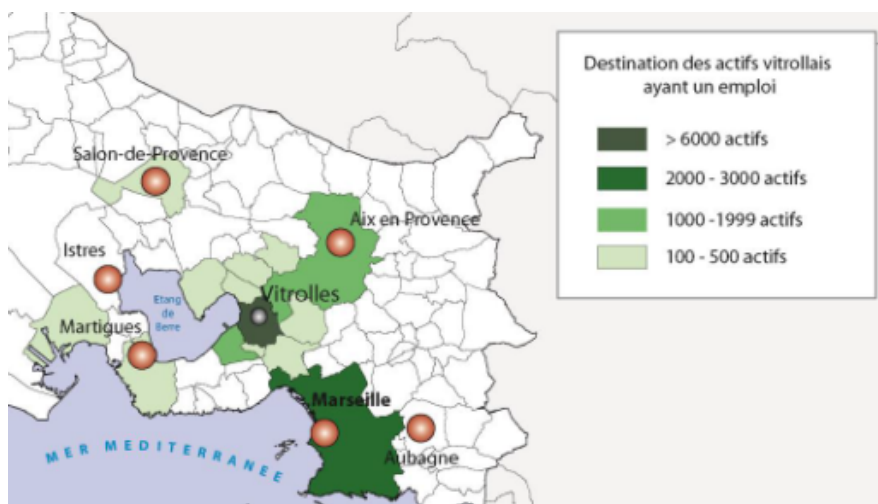 Destination des actifs vitrollais
ayant un emploi
> 6000 actifs
2000 - 3000 actifs
1000 -1999 actifs
100 - 500 actifs
Salon-de-Provence
Aix en Provence
Istres
Etang
de
Berre
Vitrolles
Martigues
Marseille
Aubagne
MER MEDITERRANEE